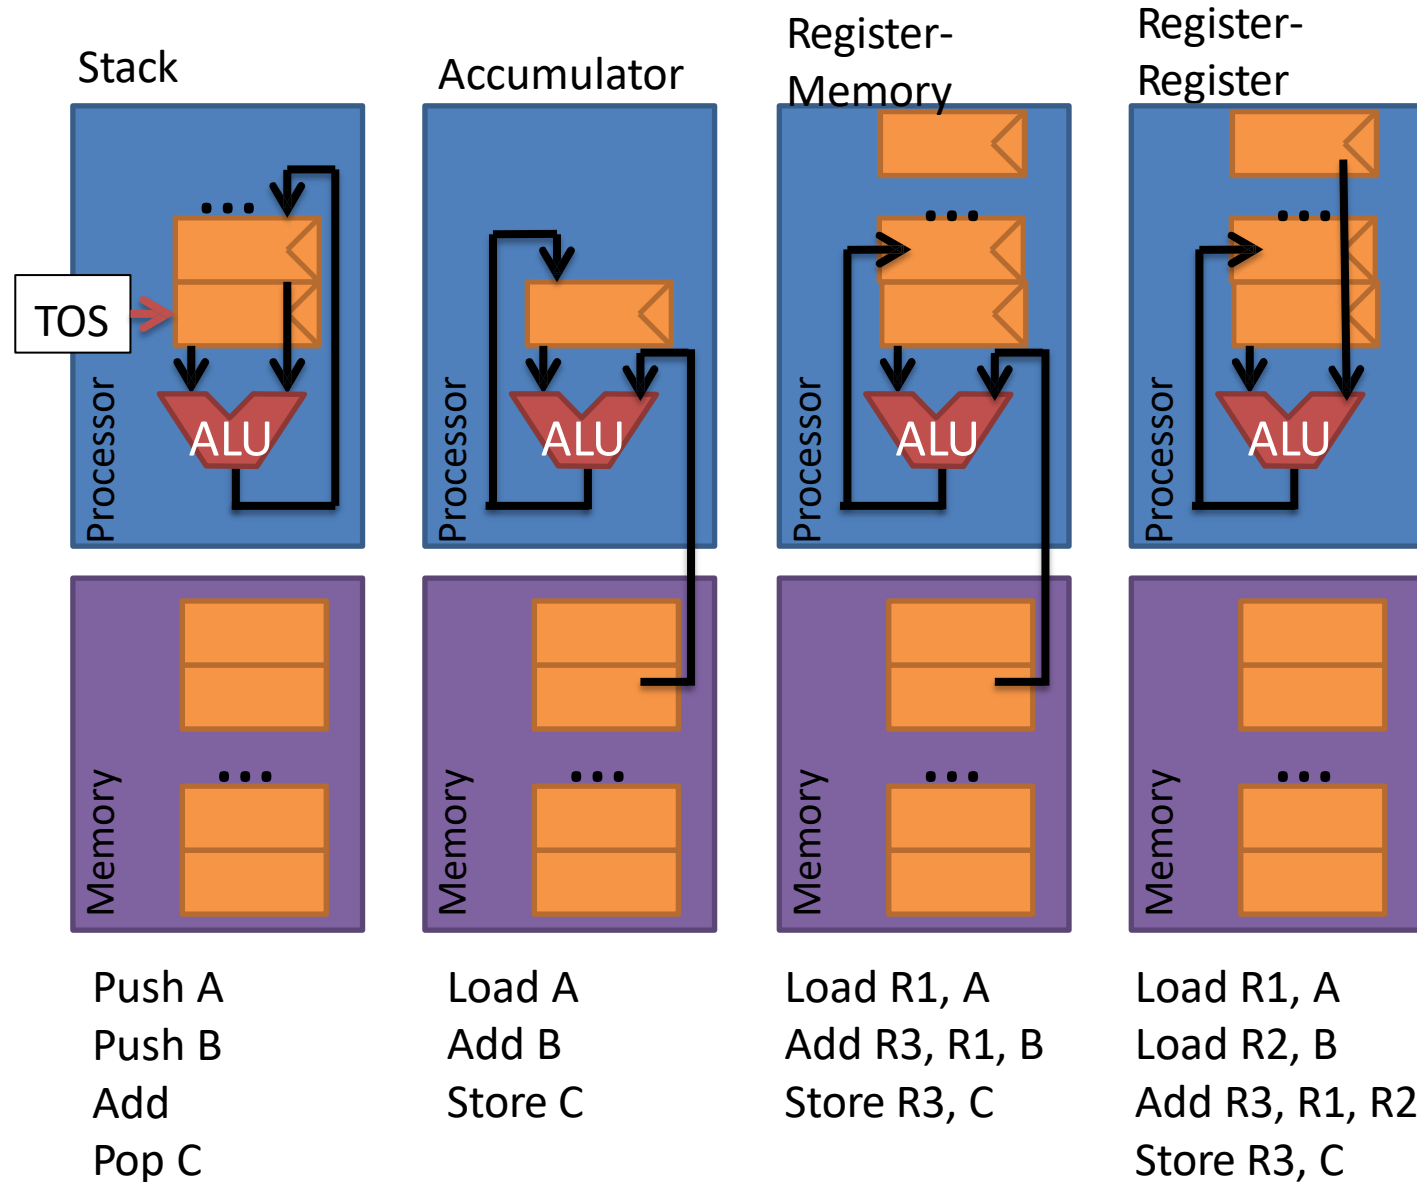 Stack
Accumulator
Register-
Memory
Register-
Register
...
...
...
TOS
ALU
ALU
ALU
ALU
Processor
Processor
Processor
Processor
...
...
...
...
Memory
Memory
Memory
Memory
Push A
Push B
Add
Pop C
Load A
Add B
Store C
Load R1, A
Add R3, R1, B
Store R3, C
Load R1, A
Load R2, B
Add R3, R1, R2
Store R3, C